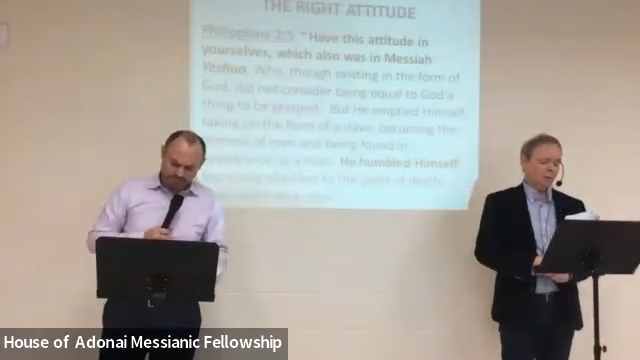 THE RIGHT ATTITUDE
Philippians 2:5 "Have this attitude in
yourselves, which also was in Messiah
Yeshua. Who, though existing in the form of
God, did not consider being equal to God a
thing to be grasped. But He emptied Himself
taking on the form of a slave, becoming the
of men and being found in
He humbled Himself
obedient to the point of death,
House of Adonai Messianic Fellowship